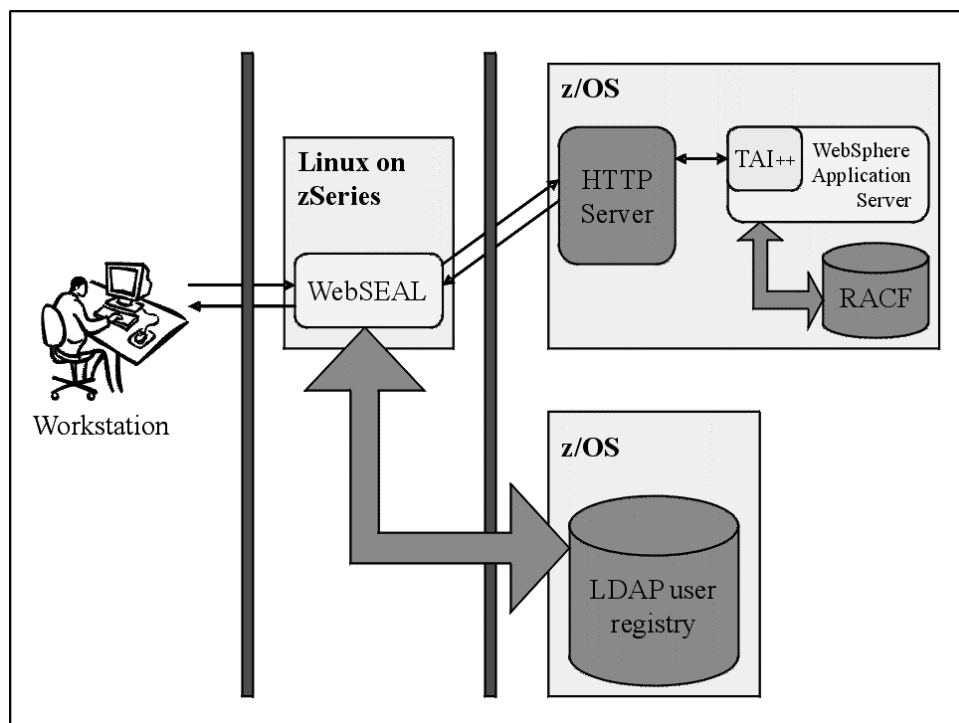 Workstation
Linux on
zSeries
WebSEAL
z/OS
HTTP
Server
TAI++
WebSphere
Application
Server
RACF
z/OS
LDAP user
registry